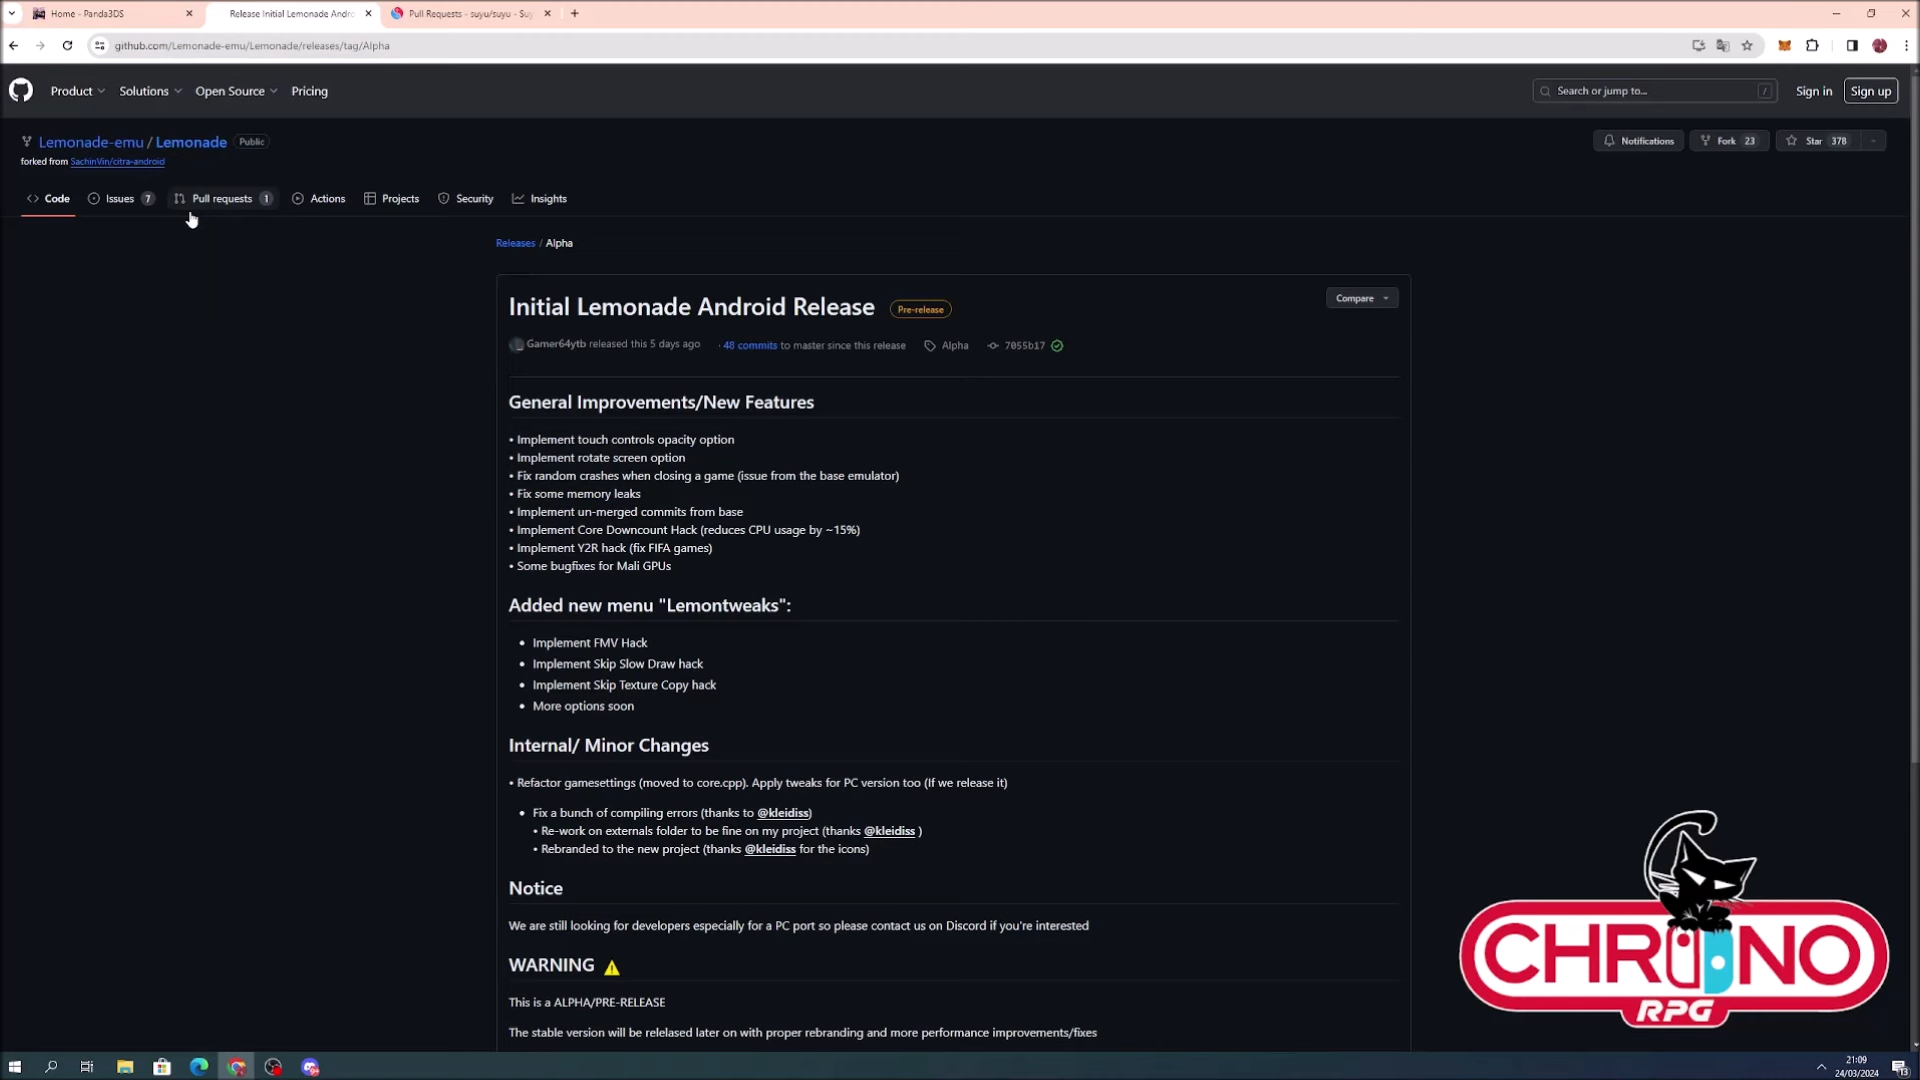 Home - Panda3DS
Release Initial Lemonade Andro
Pull Requests - suyu/suyu - Suy
github.com/Lemonade-emu/Lemonade/releases/tag/Alpha
Product Solutions Open Source Pricing
Search or jump to... /
Sign in
Sign up
Lemonade-emu / Lemonade Public
Notifications
Fork 23
Star 378
forked from SachinVin/citra-android
Code Issues 7 Pull requests 1 Actions Projects Security Insights
Releases / Alpha
Initial Lemonade Android Release Pre-release
Compare
Gamer64ytb released this 5 days ago · 48 commits to master since this release Alpha 7055b17
General Improvements/New Features
• Implement touch controls opacity option
• Implement rotate screen option
• Fix random crashes when closing a game (issue from the base emulator)
• Fix some memory leaks
• Implement un-merged commits from base
• Implement Core Downcount Hack (reduces CPU usage by ~15%)
• Implement Y2R hack (fix FIFA games)
• Some bugfixes for Mali GPUs
Added new menu "Lemontweaks":
• Implement FMV Hack
• Implement Skip Slow Draw hack
• Implement Skip Texture Copy hack
• More options soon
Internal/ Minor Changes
• Refactor gamesettings (moved to core.cpp). Apply tweaks for PC version too (If we release it)
• Fix a bunch of compiling errors (thanks to @kleidiss)
• Re-work on externals folder to be fine on my project (thanks @kleidiss )
• Rebranded to the new project (thanks @kleidiss for the icons)
Notice
We are still looking for developers especially for a PC port so please contact us on Discord if you're interested
WARNING
This is a ALPHA/PRE-RELEASE
The stable version will be relelased later on with proper rebranding and more performance improvements/fixes
CHRONO
RPG
21:09
24/03/2024
13